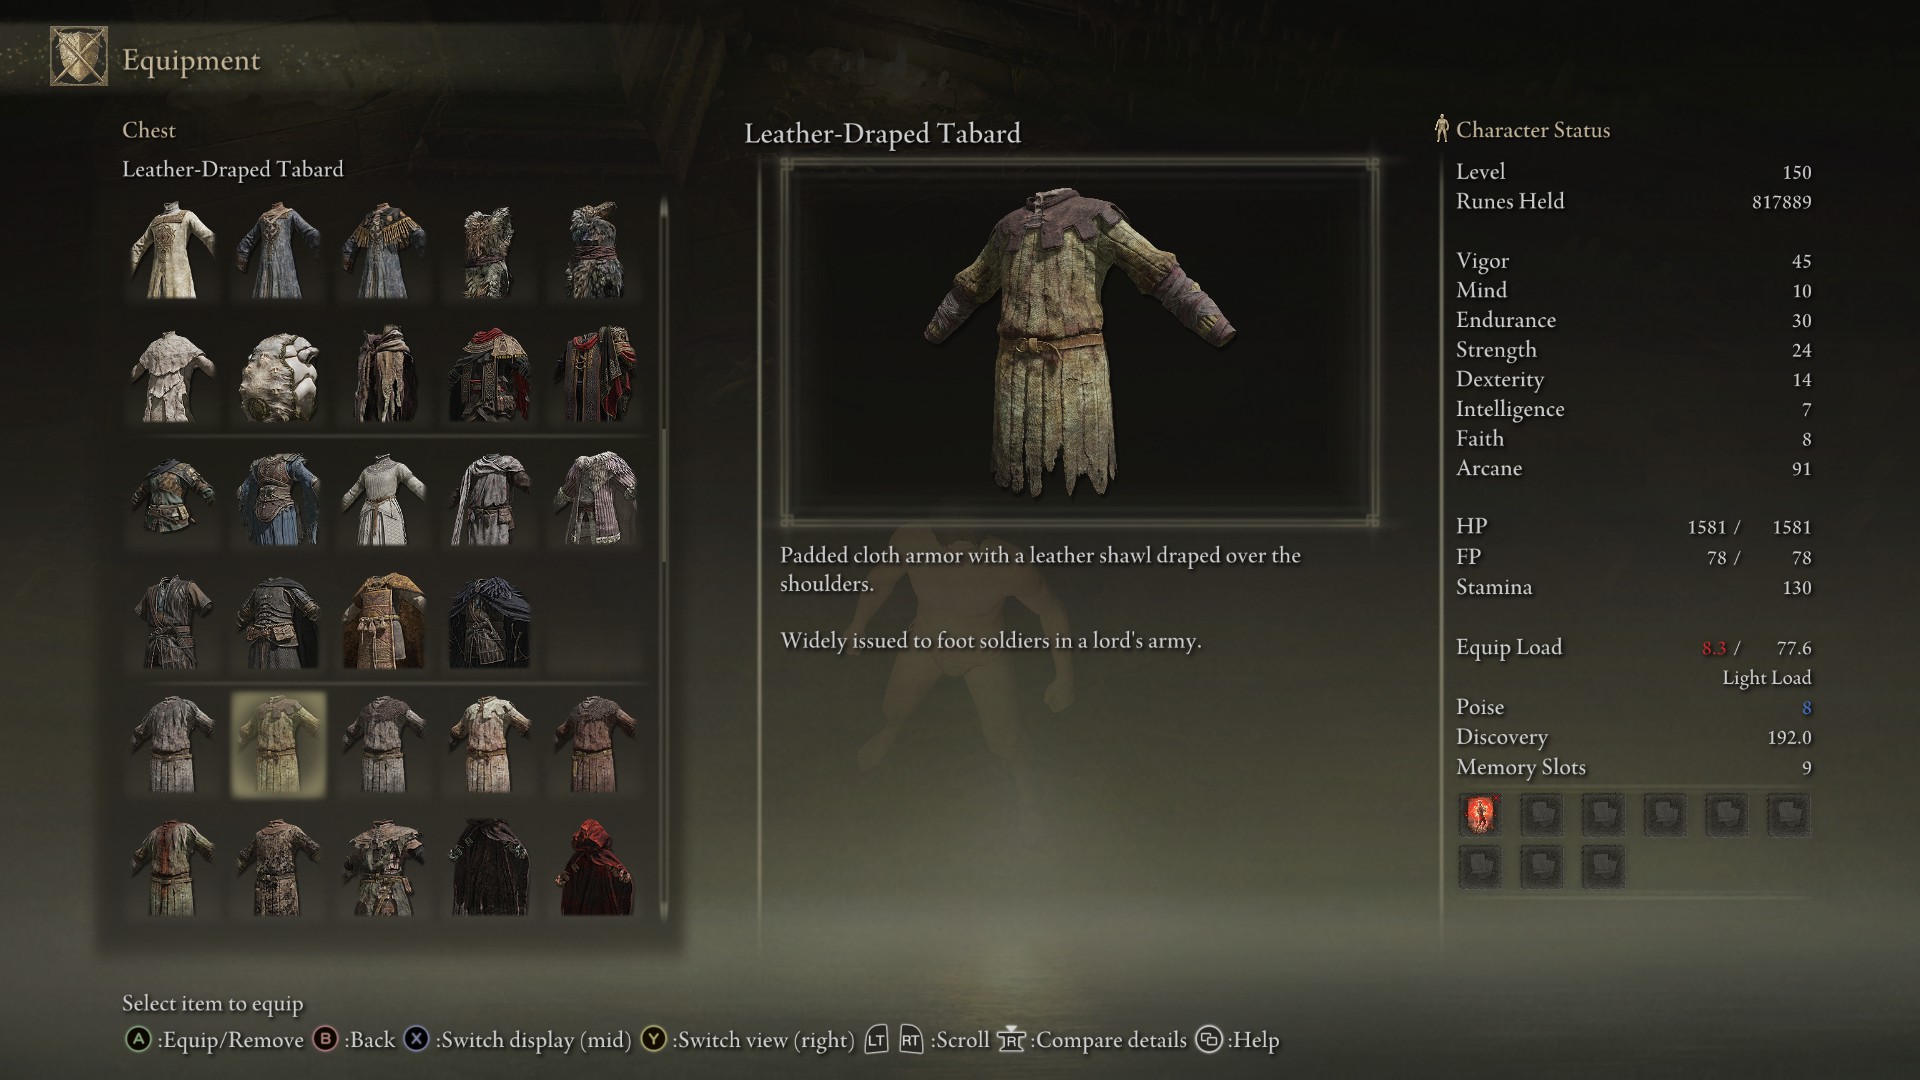 Equipment
Chest
Leather-Draped Tabard
Leather-Draped Tabard
Padded cloth armor with a leather shawl draped over the
shoulders.
Widely issued to foot soldiers in a lord's army.
Character Status
Level 150
Runes Held 817889
Vigor 45
Mind 10
Endurance 30
Strength 24
Dexterity 14
Intelligence 7
Faith 8
Arcane 91
HP 1581 / 1581
FP 78 / 78
Stamina 130
Equip Load 8.3 / 77.6
Light Load
Poise 8
Discovery 192.0
Memory Slots 9
Select item to equip
A :Equip/Remove B :Back X :Switch display (mid) Y :Switch view (right) LT RT :Scroll R :Compare details :Help